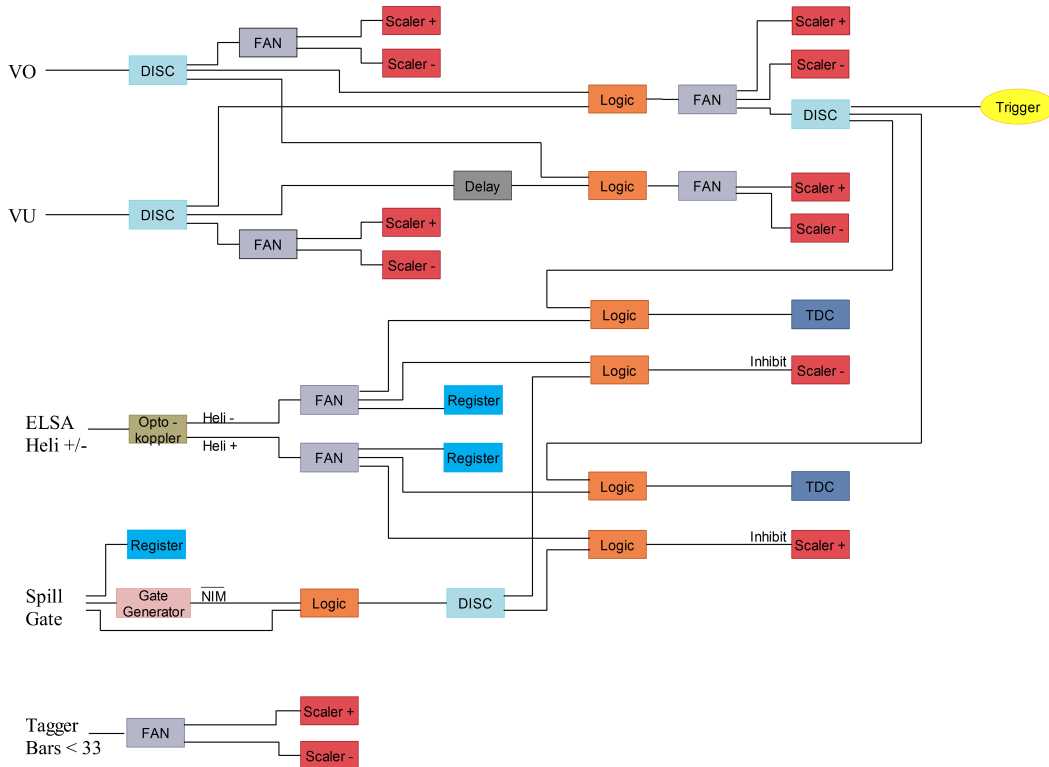 Scaler +
Scaler +
FAN
Scaler -
Scaler -
VO
DISC
Logic
FAN
DISC
Trigger
Delay
Logic
FAN
Scaler +
VU
DISC
Scaler +
Scaler -
FAN
Scaler -
Logic
TDC
Logic
Inhibit
Scaler -
FAN
Register
ELSA
Heli +/-
Opto -
koppler
Heli -
Heli +
FAN
Register
Logic
TDC
Register
Logic
Inhibit
Scaler +
Spill
Gate
Gate
Generator
NIM
Logic
DISC
Tagger
Bars < 33
FAN
Scaler +
Scaler -